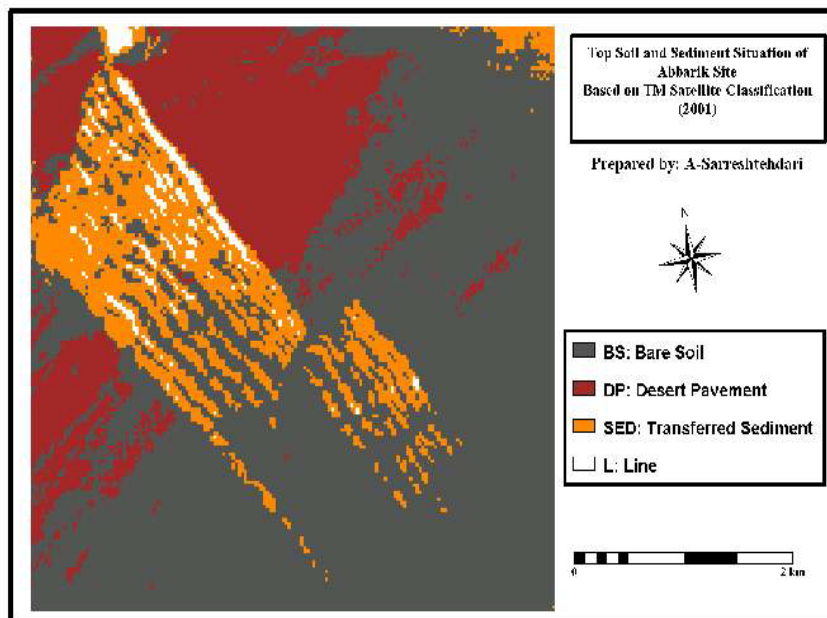 Top Soil and Sediment Situation of
Abbarik Site
Based on TM Satellite Classification
(2001)
Prepared by: A-Sarreshtehdari
N
BS: Bare Soil
DP: Desert Pavement
SED: Transferred Sediment
L: Line
0 2 km